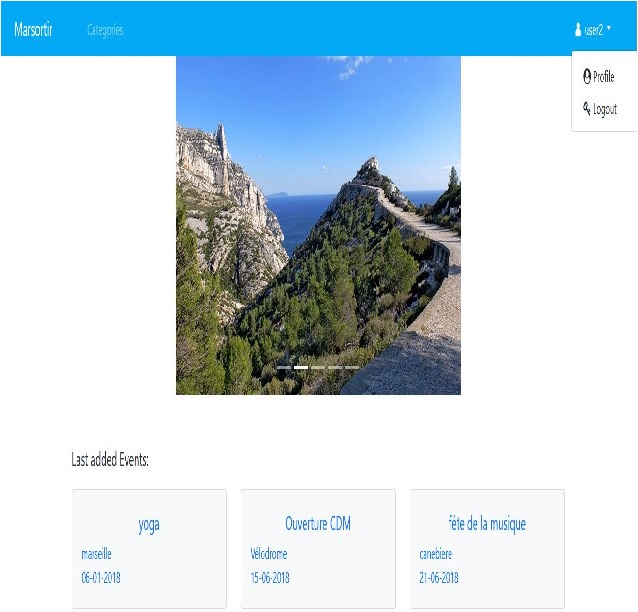 Marsortir Categories user2
Profile
Logout
Last added Events:
yoga
marseille
06-01-2018
Ouverture CDM
Vélodrome
15-06-2018
fête de la musique
canebiere
21-06-2018